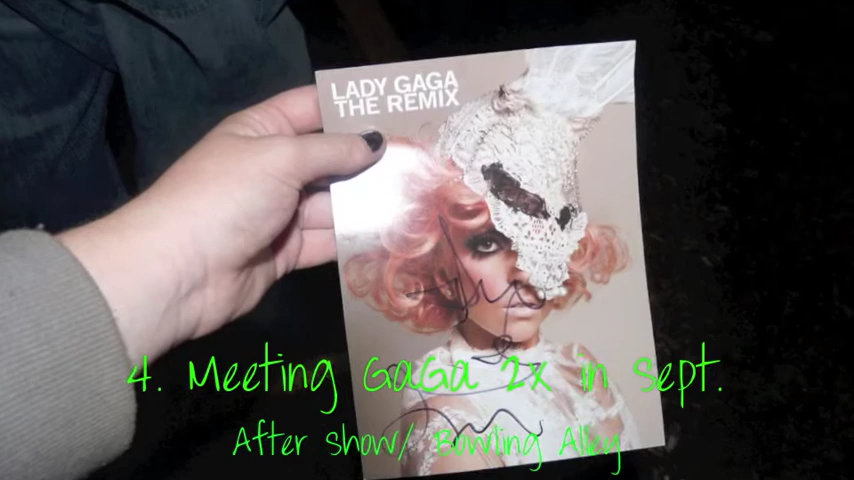 LADY GAGA
THE REMIX
4. Meeting GaGa 2x in Sept.
After show/ Bowling Alley